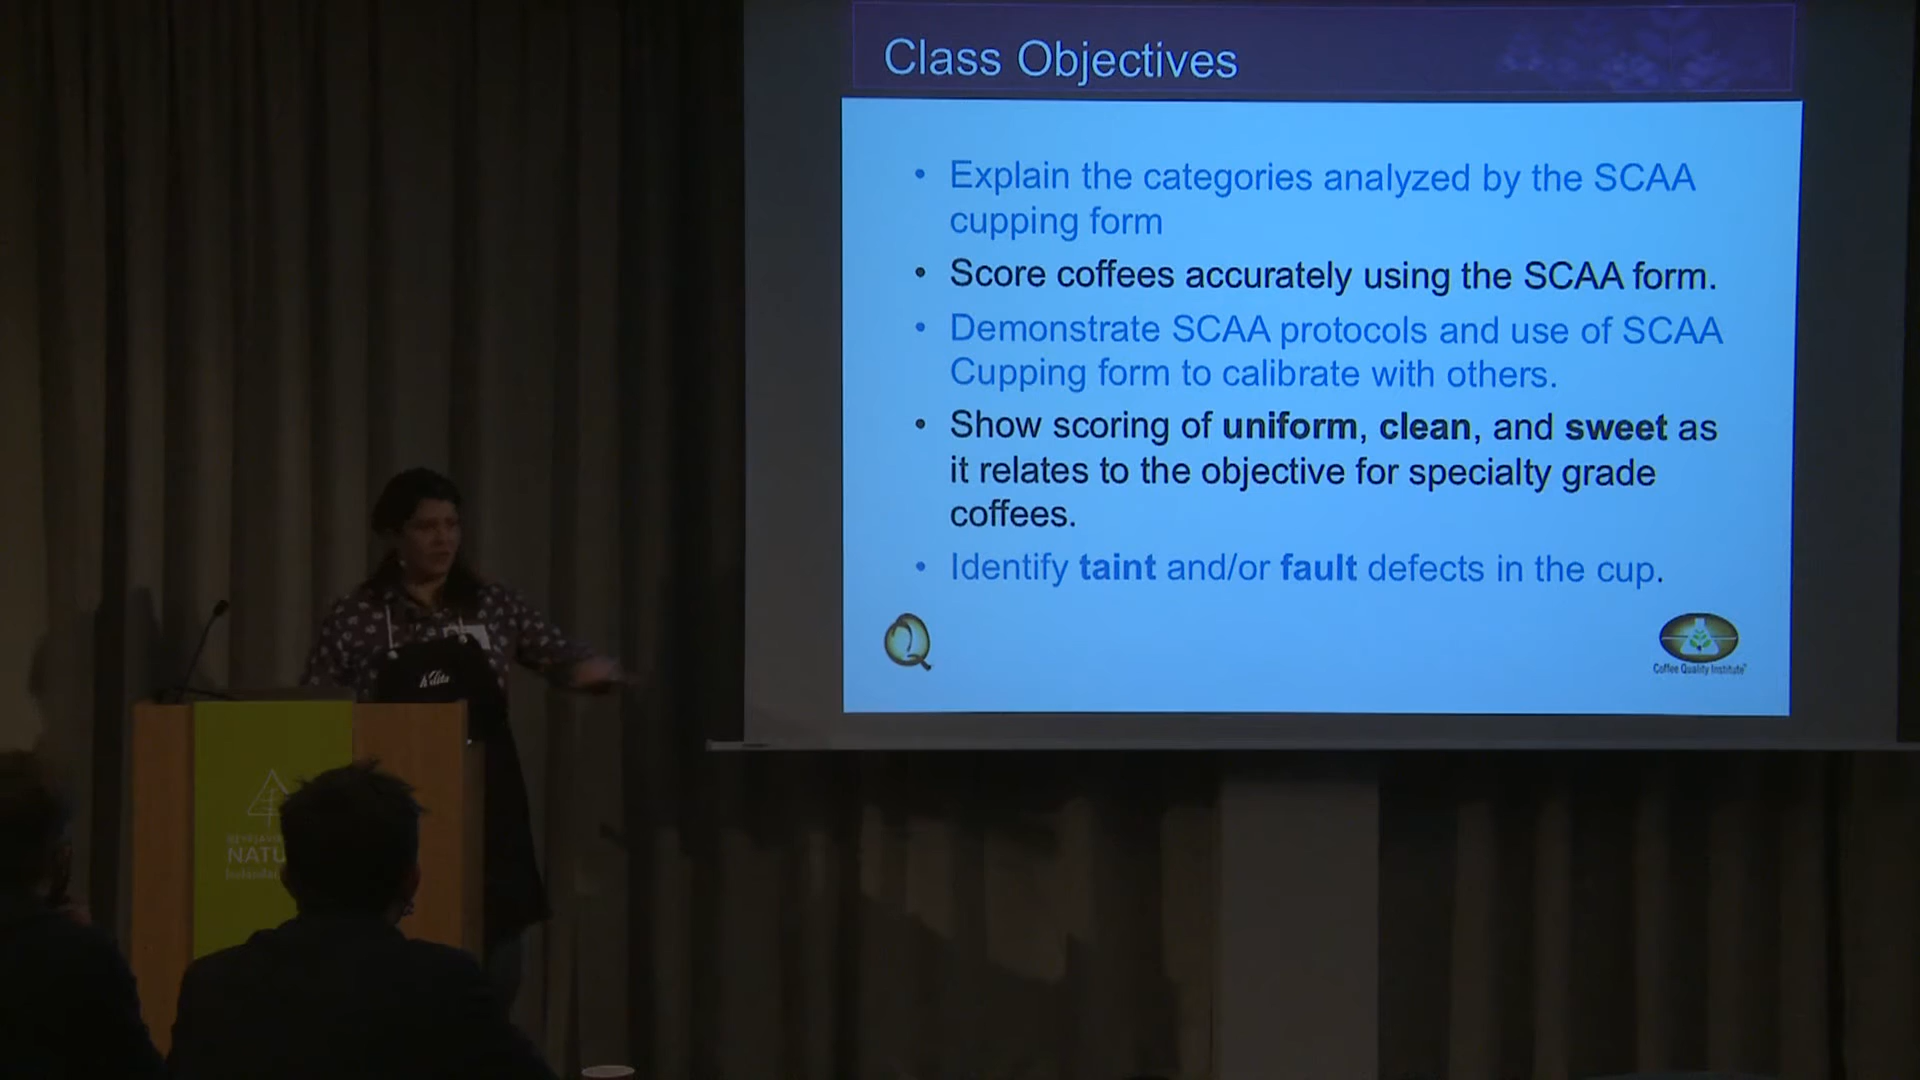 Class Objectives
• Explain the categories analyzed by the SCAA
cupping form
• Score coffees accurately using the SCAA form.
• Demonstrate SCAA protocols and use of SCAA
Cupping form to calibrate with others.
• Show scoring of uniform, clean, and sweet as
it relates to the objective for specialty grade
coffees.
• Identify taint and/or fault defects in the cup.
Q
Coffee Quality Institute
NATU